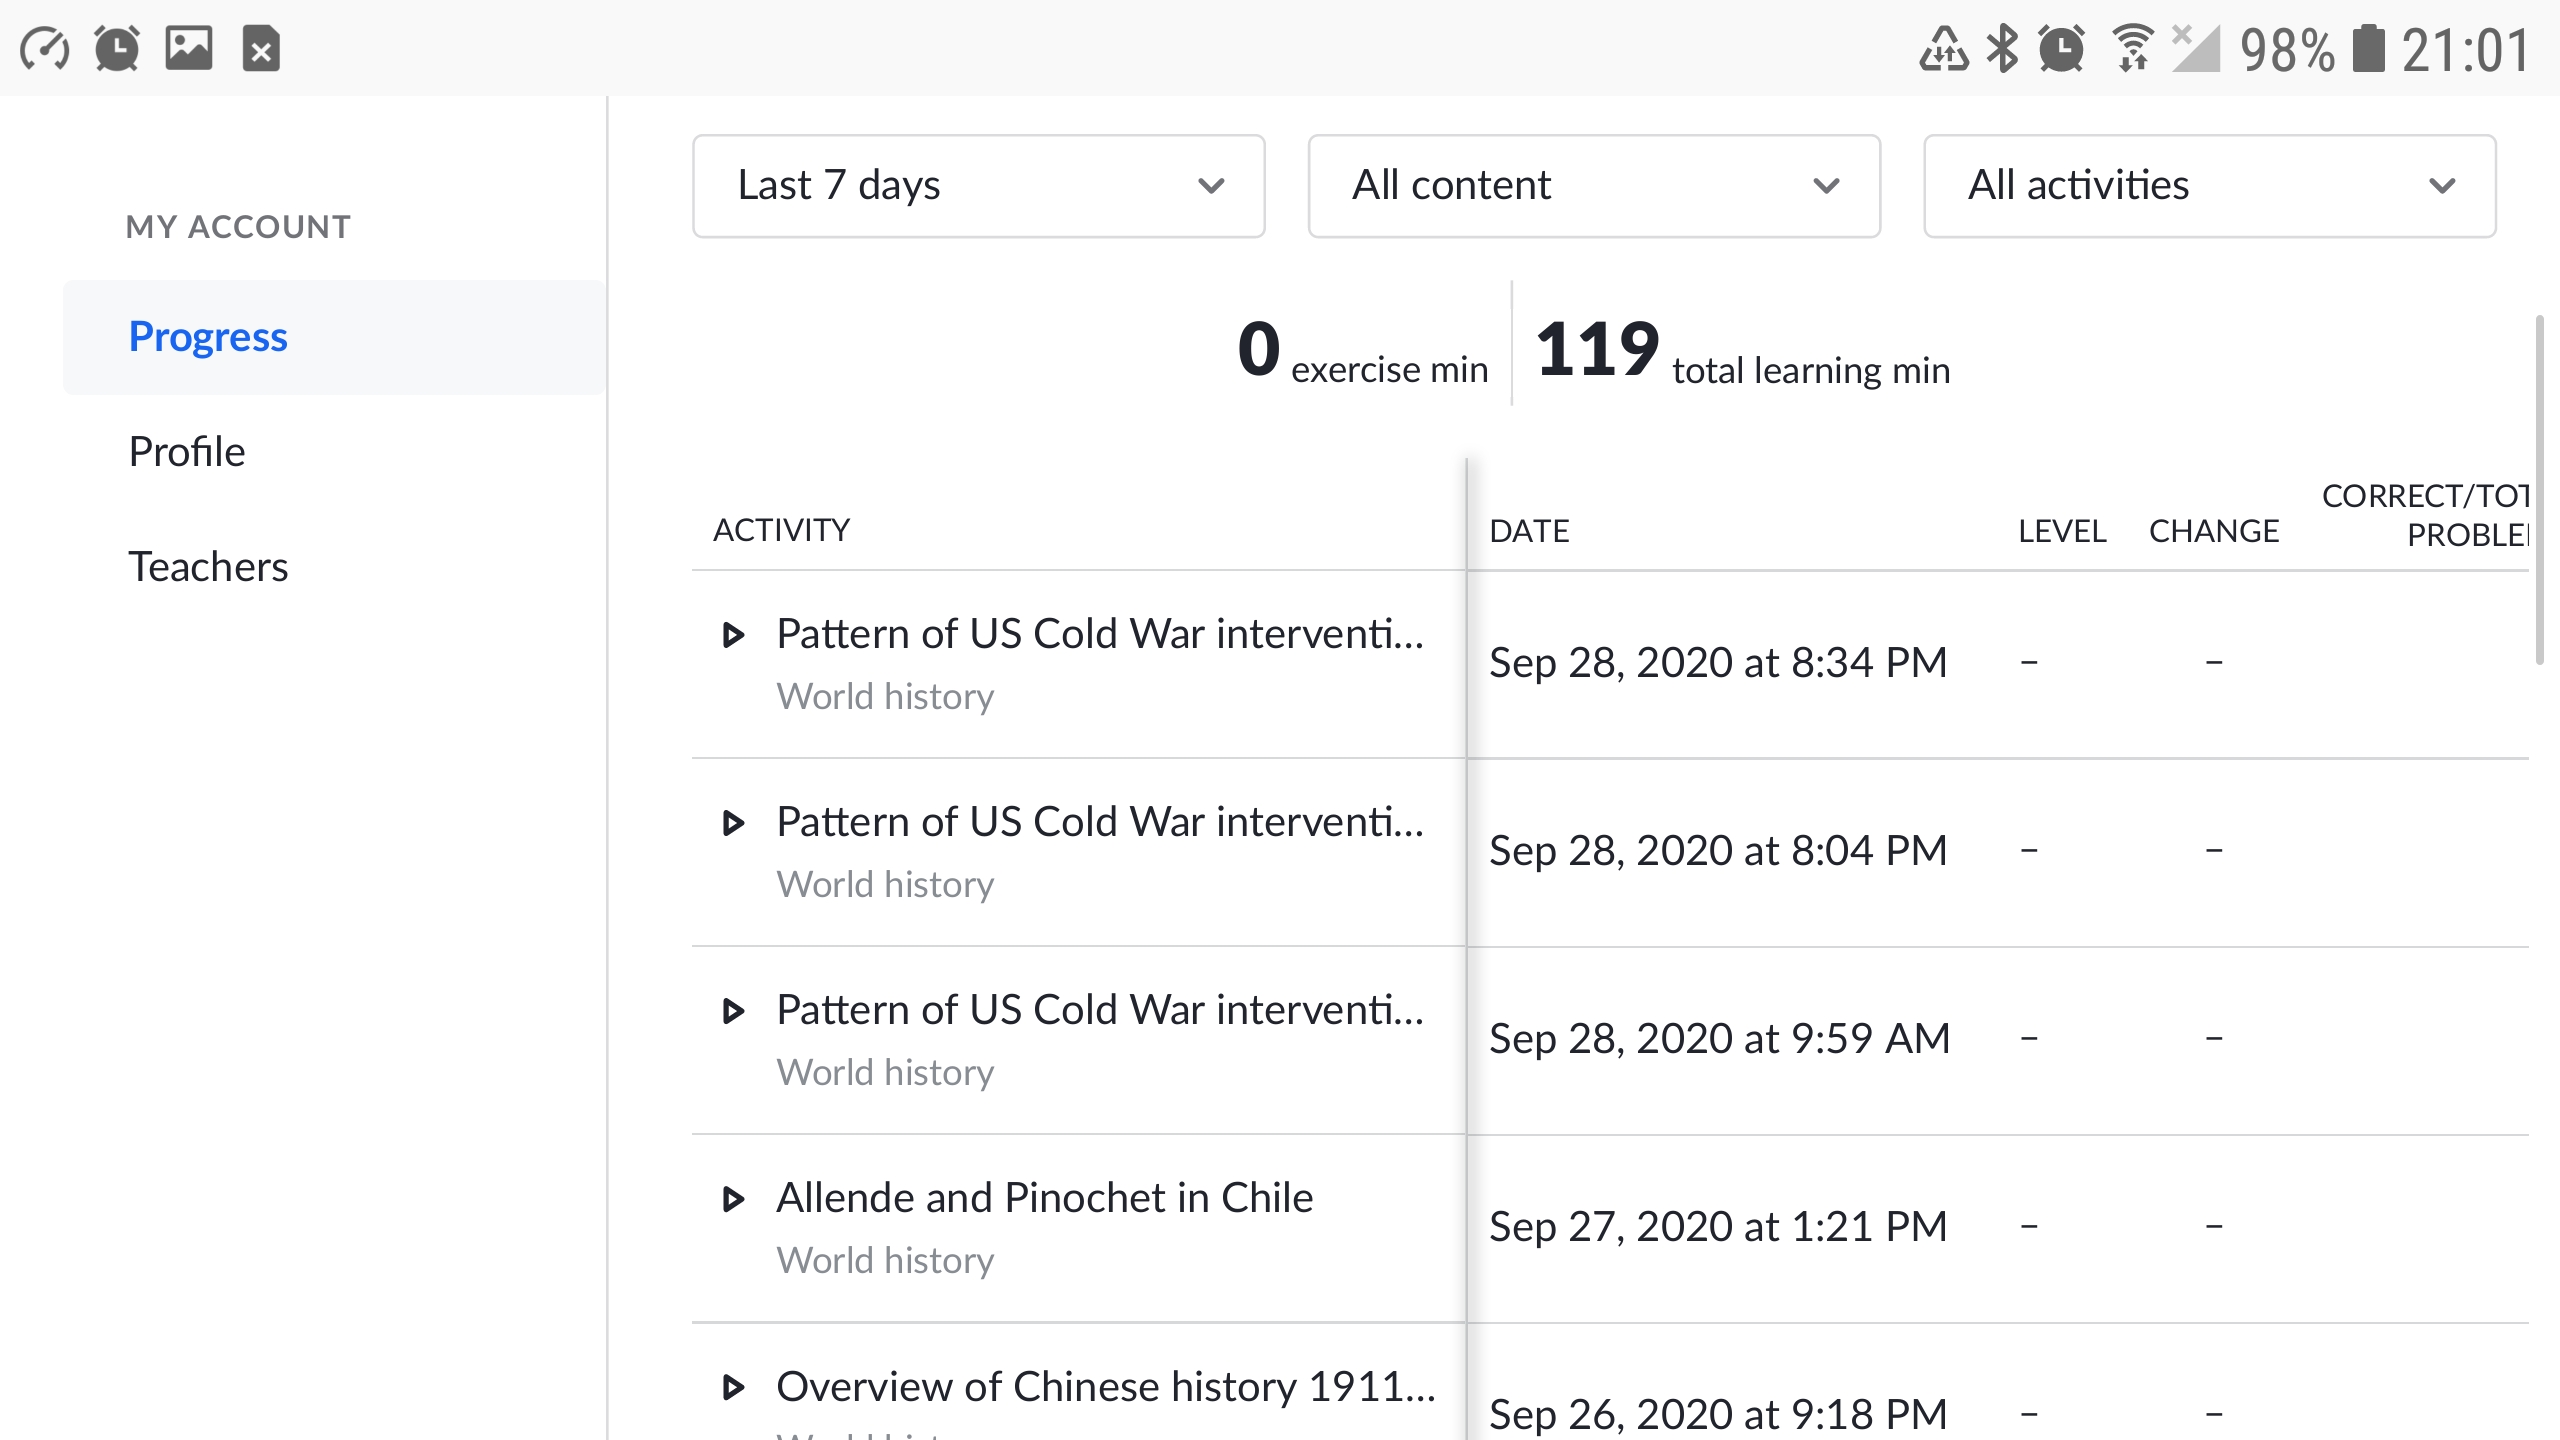 98% 21:01
Last 7 days
All content
All activities
MY ACCOUNT
Progress
Profile
Teachers
0 exercise min
119 total learning min
ACTIVITY
DATE
LEVEL
CHANGE
CORRECT/TOT
PROBLE
Pattern of US Cold War interventi...
World history
Sep 28, 2020 at 8:34 PM
–
–
Pattern of US Cold War interventi...
World history
Sep 28, 2020 at 8:04 PM
–
–
Pattern of US Cold War interventi...
World history
Sep 28, 2020 at 9:59 AM
–
–
Allende and Pinochet in Chile
World history
Sep 27, 2020 at 1:21 PM
–
–
Overview of Chinese history 1911...
Sep 26, 2020 at 9:18 PM
–
–